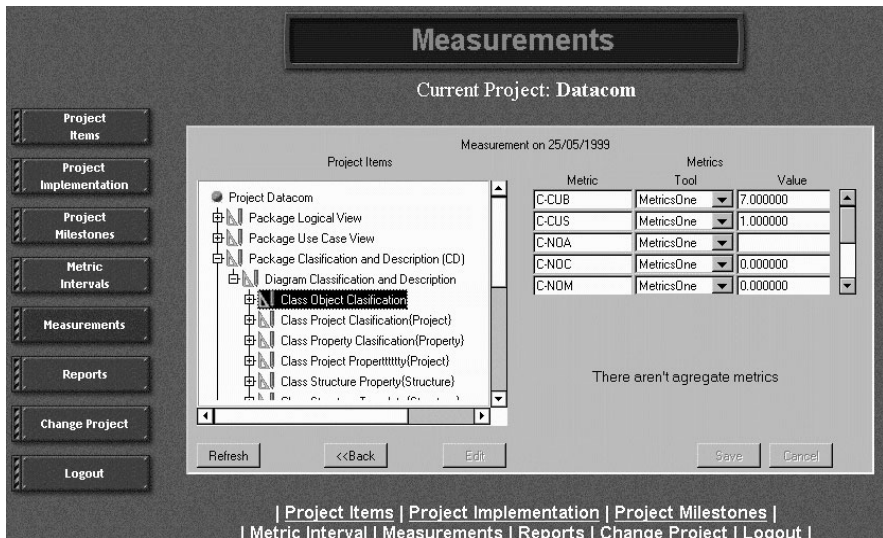 Measurements
Current Project: Datacom
Project
Items
Project
Implementation
Project
Milestones
Metric
Intervals
Measurements
Reports
Change Project
Logout
Measurement on 25/05/1999
Project Items
Project Datacom
Package Logical View
Package Use Case View
Package Clasification and Description (CD)
Diagram Classification and Description
Class Object Clasification
Class Project Clasification{Project}
Class Property Clasification{Property}
Class Project Properttttty{Project}
Class Structure Property{Structure}
Metrics
Metric Tool Value
C-CUB MetricsOne 7.000000
C-CUS MetricsOne 1.000000
C-NOA MetricsOne
C-NOC MetricsOne 0.000000
C-NOM MetricsOne 0.000000
There aren't agregate metrics
Refresh <<Back Edit Save Cancel
| Project Items | Project Implementation | Project Milestones |
| Metric Interval | Measurements | Reports | Change Project | Logout |